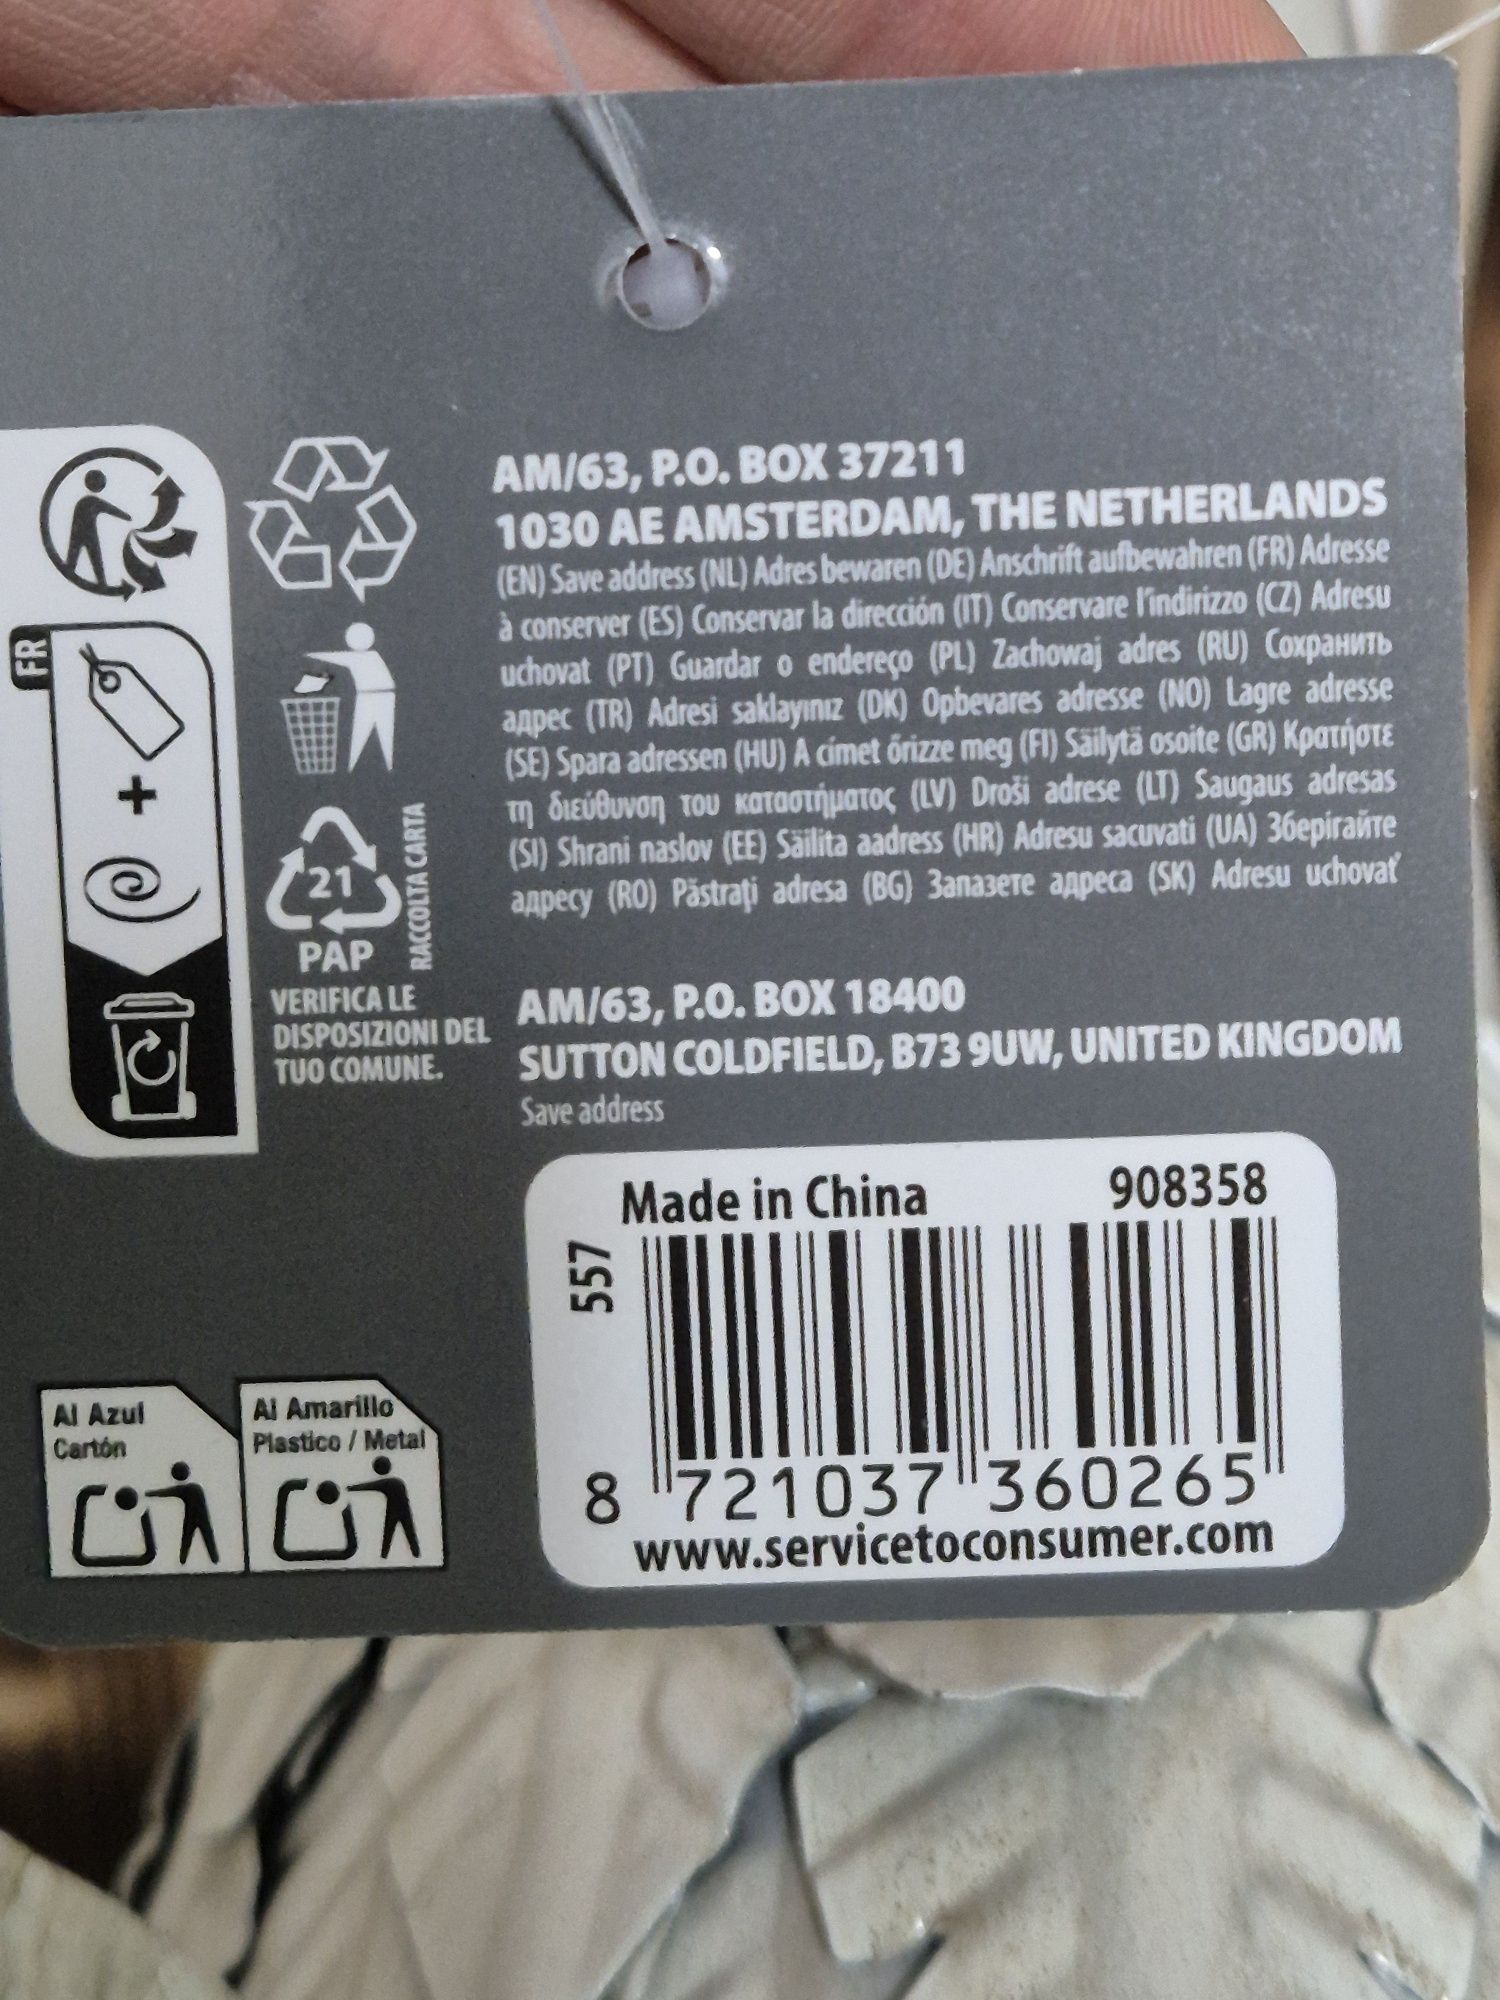 AM/63, P.O. BOX 37211
1030 AE AMSTERDAM, THE NETHERLANDS
(EN) Save address (NL) Adres bewaren (DE) Anschrift aufbewahren (FR) Adresse
à conserver (ES) Conservar la dirección (IT) Conservare l'indirizzo (CZ) Adresu
uchovat (PT) Guardar o endereço (PL) Zachowaj adres (RU) Сохранить
адрес (TR) Adresi saklayınız (DK) Opbevares adresse (NO) Lagre adresse
(SE) Spara adressen (HU) A címet őrizze meg (FI) Säilytä osoite (GR) Κρατήστε
τη διεύθυνση του καταστήματος (LV) Droši adrese (LT) Saugaus adresas
(SI) Shrani naslov (EE) Säilita aadress (HR) Adresu sacuvati (UA) Зберігайте
адресу (RO) Păstrați adresa (BG) Запазете адреса (SK) Adresu uchovať
FR
21
PAP
RACCOLTA CARTA
VERIFICA LE
DISPOSIZIONI DEL
TUO COMUNE.
AM/63, P.O. BOX 18400
SUTTON COLDFIELD, B73 9UW, UNITED KINGDOM
Save address
Made in China 908358
557
8 721037 360265
www.servicetoconsumer.com
Al Azul
Cartón
Al Amarillo
Plastico / Metal